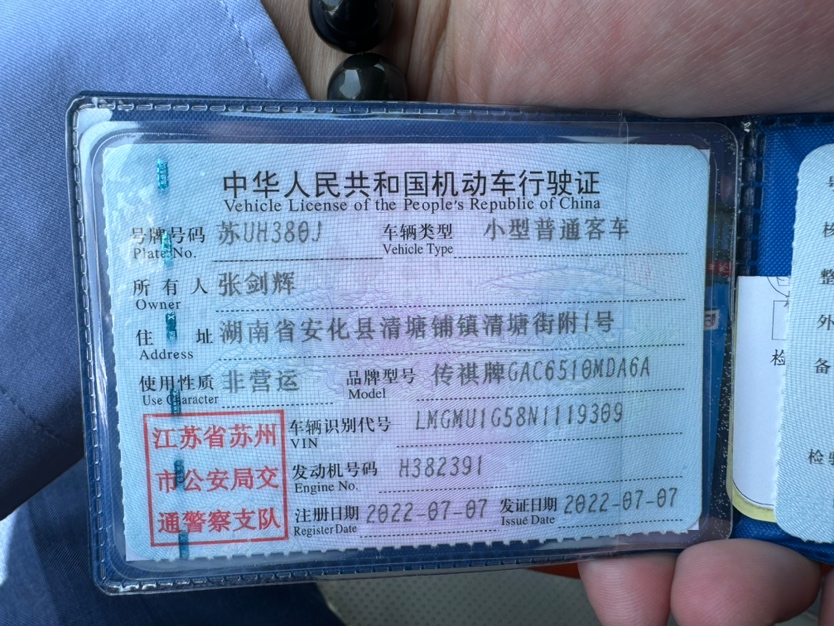 中华人民共和国机动车行驶证
Vehicle License of the People's Republic of China
号牌号码 苏UH380J 车辆类型 小型普通客车
Plate No. Vehicle Type
所有人 张剑辉
Owner
住址 湖南省安化县清塘铺镇清塘街附1号
Address
使用性质 非营运 品牌型号 传祺牌GAC6510MDA6A
Use Character Model
江苏省苏州
市公安局交
通警察支队
车辆识别代号 LMGMU1G58N1119309
VIN
发动机号码 H382391
Engine No.
注册日期 2022-07-07 发证日期 2022-07-07
Register Date Issue Date
核
整
外
备
检
检验